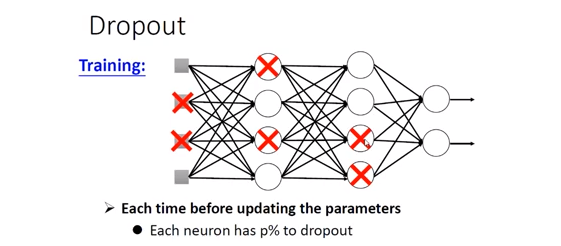 Dropout
Training:
Each time before updating the parameters
Each neuron has p% to dropout